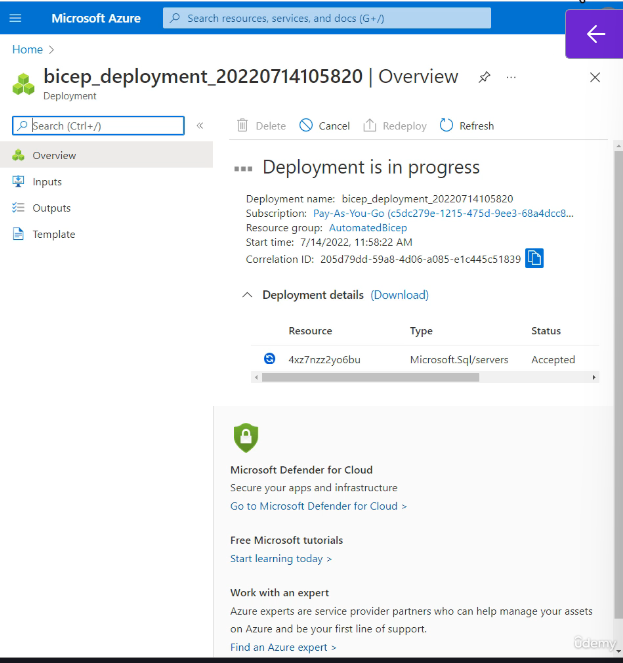 Microsoft Azure
Search resources, services, and docs (G+/)
Home >
bicep_deployment_20220714105820 | Overview
Deployment
Search (Ctrl+/)
Delete Cancel Redeploy Refresh
Overview
Inputs
Outputs
Template
Deployment is in progress
Deployment name: bicep_deployment_20220714105820
Subscription: Pay-As-You-Go (c5dc279e-1215-475d-9ee3-68a4dcc8...
Resource group: AutomatedBicep
Start time: 7/14/2022, 11:58:22 AM
Correlation ID: 205d79dd-59a8-4d06-a085-e1c445c51839
Deployment details (Download)
Resource Type Status
4xz7nzz2yo6bu Microsoft.Sql/servers Accepted
Microsoft Defender for Cloud
Secure your apps and infrastructure
Go to Microsoft Defender for Cloud >
Free Microsoft tutorials
Start learning today >
Work with an expert
Azure experts are service provider partners who can help manage your assets
on Azure and be your first line of support.
Find an Azure expert >
ûdemy